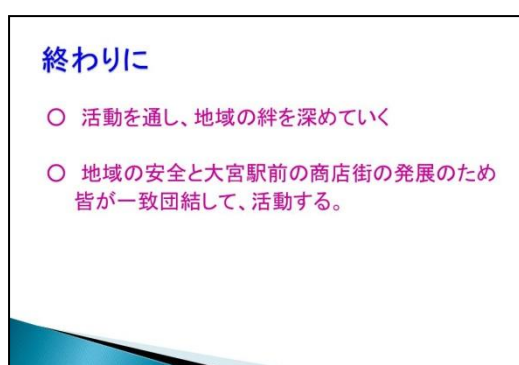 終わりに
○ 活動を通し、地域の絆を深めていく
○ 地域の安全と大宮駅前の商店街の発展のため
皆が一致団結して、活動する。